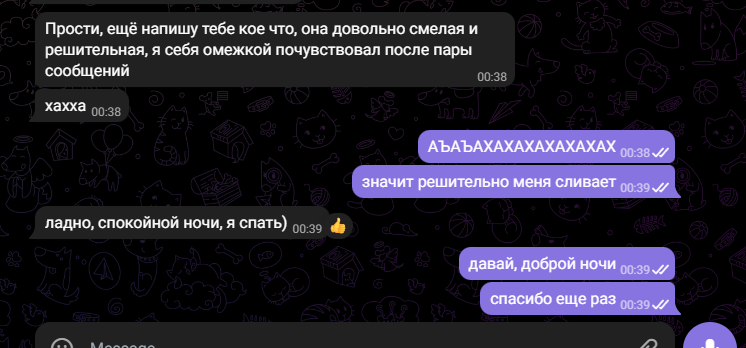 Прости, ещё напишу тебе кое что, она довольно смелая и
решительная, я себя омежкой почувствовал после пары
сообщений
00:38
хахха 00:38
АЪАЪАХАХАХАХАХАХАХ 00:38
значит решительно меня сливает 00:39
ладно, спокойной ночи, я спать) 00:39 👍
давай, доброй ночи 00:39
спасибо еще раз 00:39
Message